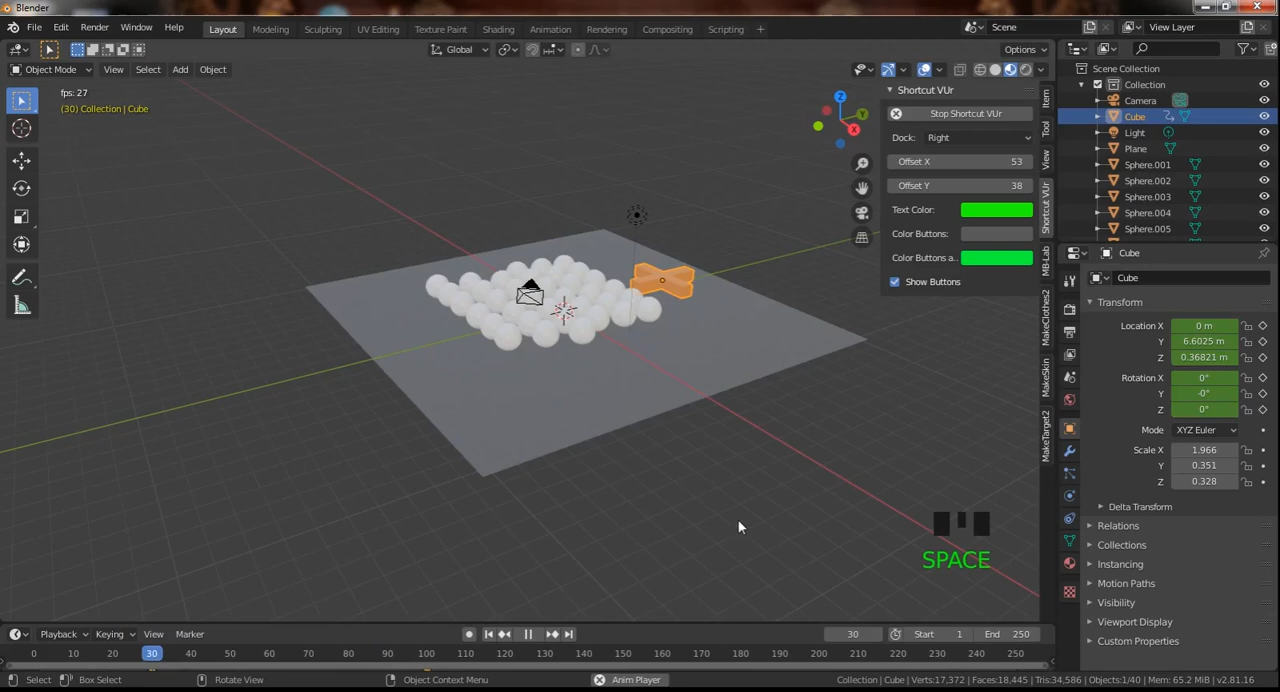 Blender
File Edit Render Window Help
Layout Modeling Sculpting UV Editing Texture Paint Shading Animation Compositing Rendering Scripting
Scene
View Layer
Global
Options
Object Mode View Select Add Object
fps: 27
(30) Collection | Cube
Z
Y
X
Shortcut VUr
Stop Shortcut VUr
Dock: Right
Offset X 53
Offset Y 38
Text Color:
Color Buttons:
Color Buttons a..
Show Buttons
Item
Tool
View
Shortcut VUr
MB-Lab
MakeClothes2
MakeSkin
MakeTarget2
SPACE
Scene Collection
Collection
Camera
Cube
Light
Plane
Sphere.001
Sphere.002
Sphere.003
Sphere.004
Sphere.005
Cube
Cube
Transform
Location X 0 m
Y 6.6025 m
Z 0.36821 m
Rotation X 0°
Y -0°
Z 0°
Mode XYZ Euler
Scale X 1.966
Y 0.351
Z 0.328
Delta Transform
Relations
Collections
Instancing
Motion Paths
Visibility
Viewport Display
Custom Properties
Playback Keying View Marker
30
Start 1
End 250
0 10 20 30 40 50 60 70 80 90 100 110 120 130 140 150 160 170 180 190 200 210 220 230 240 250
Select Box Select Rotate View Object Context Menu Anim Player Collection | Cube | Verts:17,372 | Faces:18,445 | Tris:34,586 | Objects:1/40 | Mem: 65.2 MiB | v2.81.16